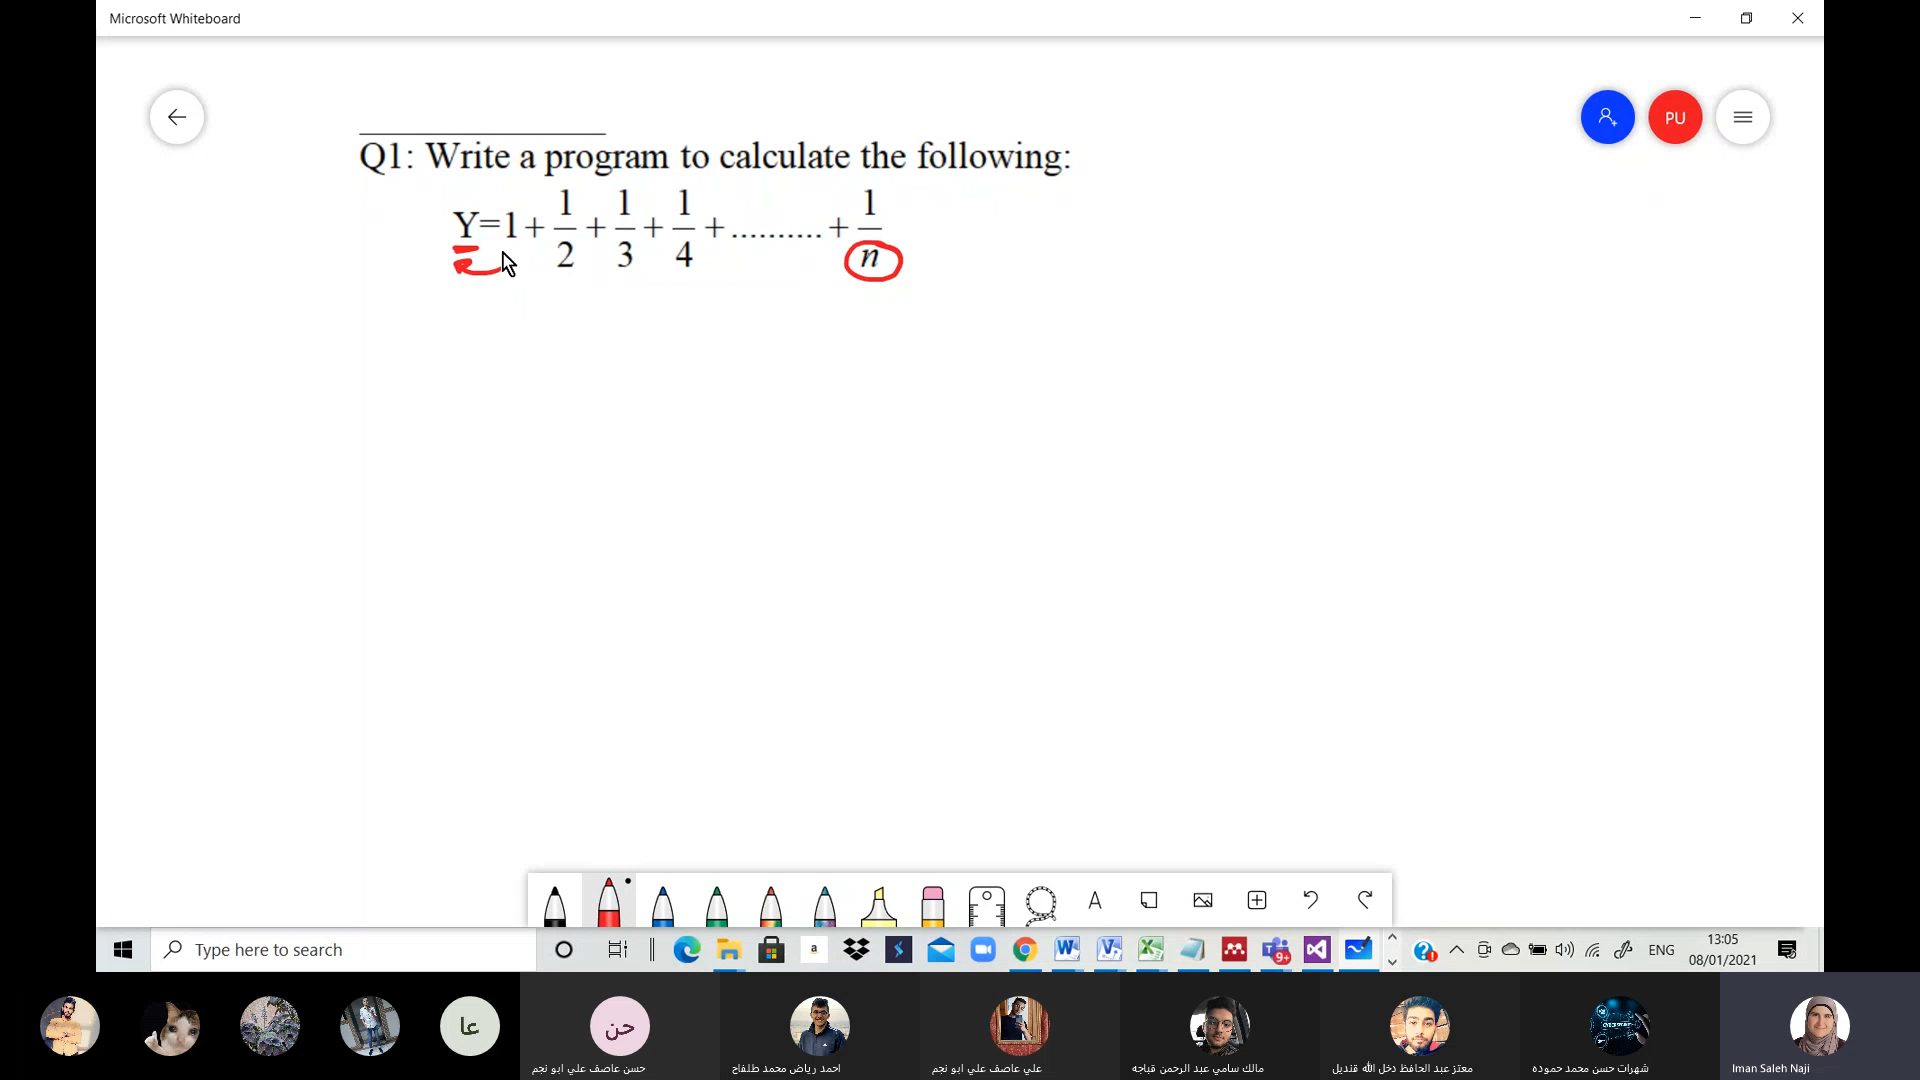 Microsoft Whiteboard
PU
Q1: Write a program to calculate the following:
Y=1+1/2+1/3+1/4+..........+1/n
A
Type here to search
a
9+
ENG
13:05
08/01/2021
عا
حن
حسن عاصف علي ابو نجم
احمد رياض محمد طلفاح
علي عاصف علي ابو نجم
مالك سامي عبد الرحمن قباجه
معتز عبد الحافظ دخل الله قنديل
شهرات حسن محمد حموده
Iman Saleh Naji